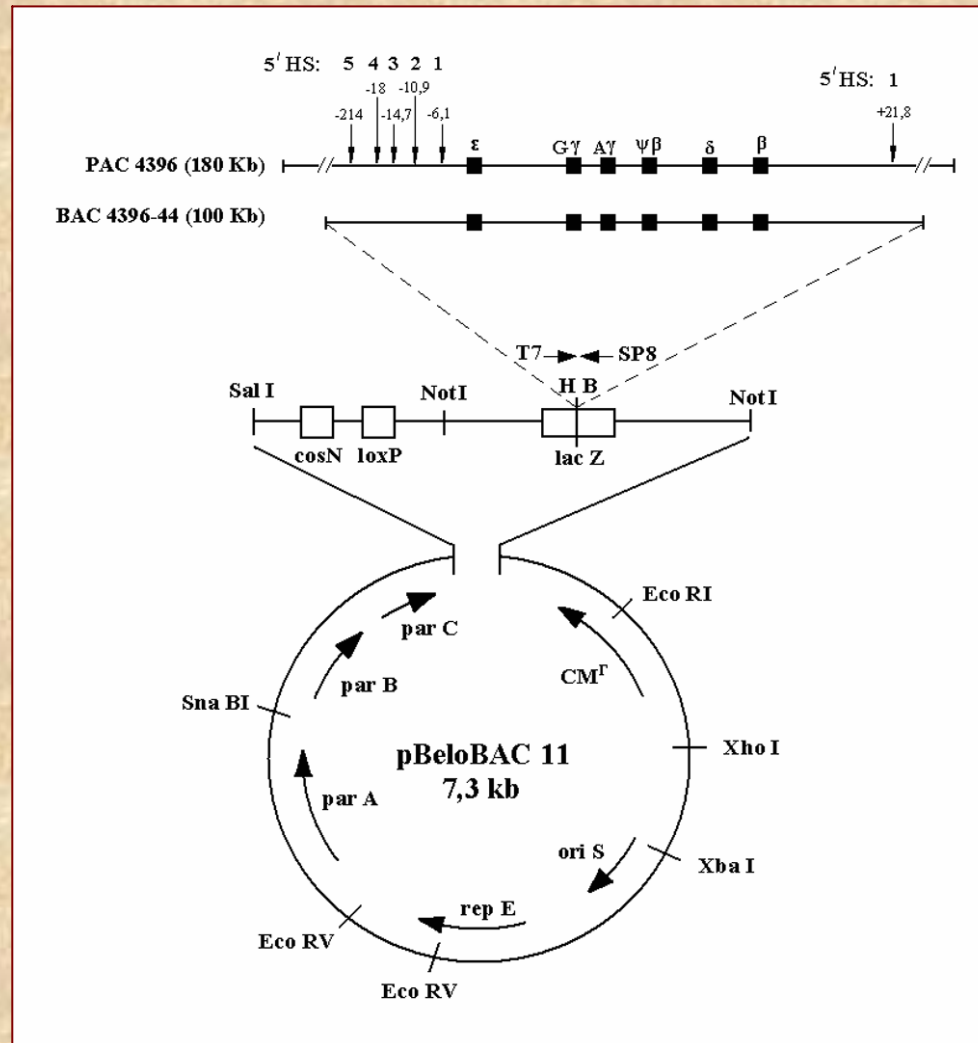 5' HS: 5 4 3 2 1
5' HS: 1
-18 -10,9
-214 -14,7 -6,1 +21,8
ε Gγ Aγ Ψβ δ β
PAC 4396 (180 Kb)
BAC 4396-44 (100 Kb)
T7 SP8
H B
Sal I NotI NotI
cosN loxP lac Z
Eco RI
par C
CMᴦ
par B
Sna BI
Xho I
pBeloBAC 11
7,3 kb
par A
ori S
Xba I
rep E
Eco RV
Eco RV